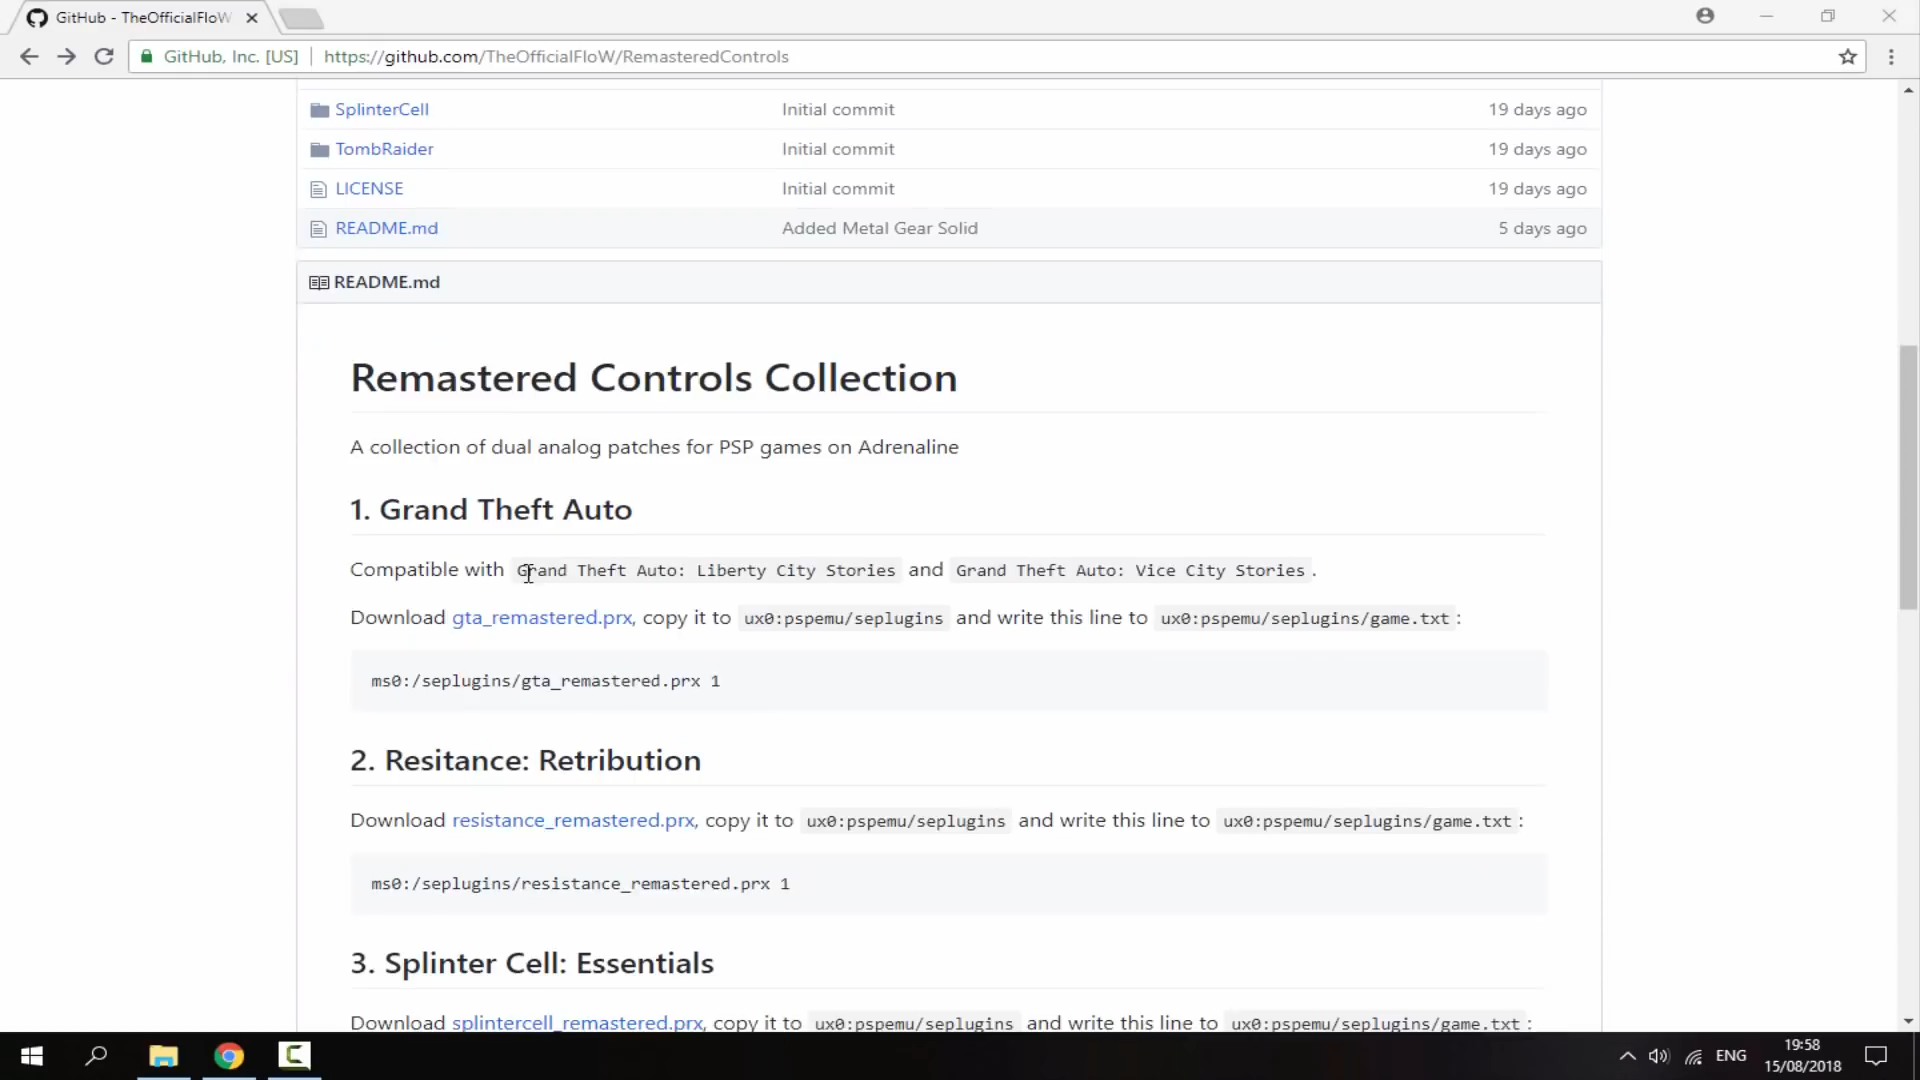 GitHub - TheOfficialFloW
GitHub, Inc. [US] https://github.com/TheOfficialFloW/RemasteredControls
SplinterCell Initial commit 19 days ago
TombRaider Initial commit 19 days ago
LICENSE Initial commit 19 days ago
README.md Added Metal Gear Solid 5 days ago
README.md
Remastered Controls Collection
A collection of dual analog patches for PSP games on Adrenaline
1. Grand Theft Auto
Compatible with Grand Theft Auto: Liberty City Stories and Grand Theft Auto: Vice City Stories.
Download gta_remastered.prx, copy it to ux0:pspemu/seplugins and write this line to ux0:pspemu/seplugins/game.txt:
ms0:/seplugins/gta_remastered.prx 1
2. Resitance: Retribution
Download resistance_remastered.prx, copy it to ux0:pspemu/seplugins and write this line to ux0:pspemu/seplugins/game.txt:
ms0:/seplugins/resistance_remastered.prx 1
3. Splinter Cell: Essentials
Download splintercell_remastered.prx, copy it to ux0:pspemu/seplugins and write this line to ux0:pspemu/seplugins/game.txt:
ENG
19:58
15/08/2018